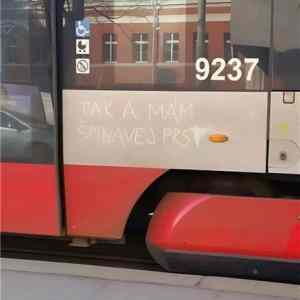 9237
TAK A MÁM
ŠPINAVEJ PRST